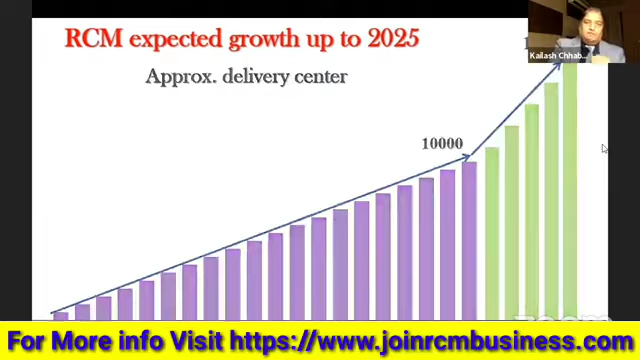 RCM expected growth up to 2025
Kailash Chhab...
Approx. delivery center
10000
zoom
For More info Visit https://www.joinrcmbusiness.com